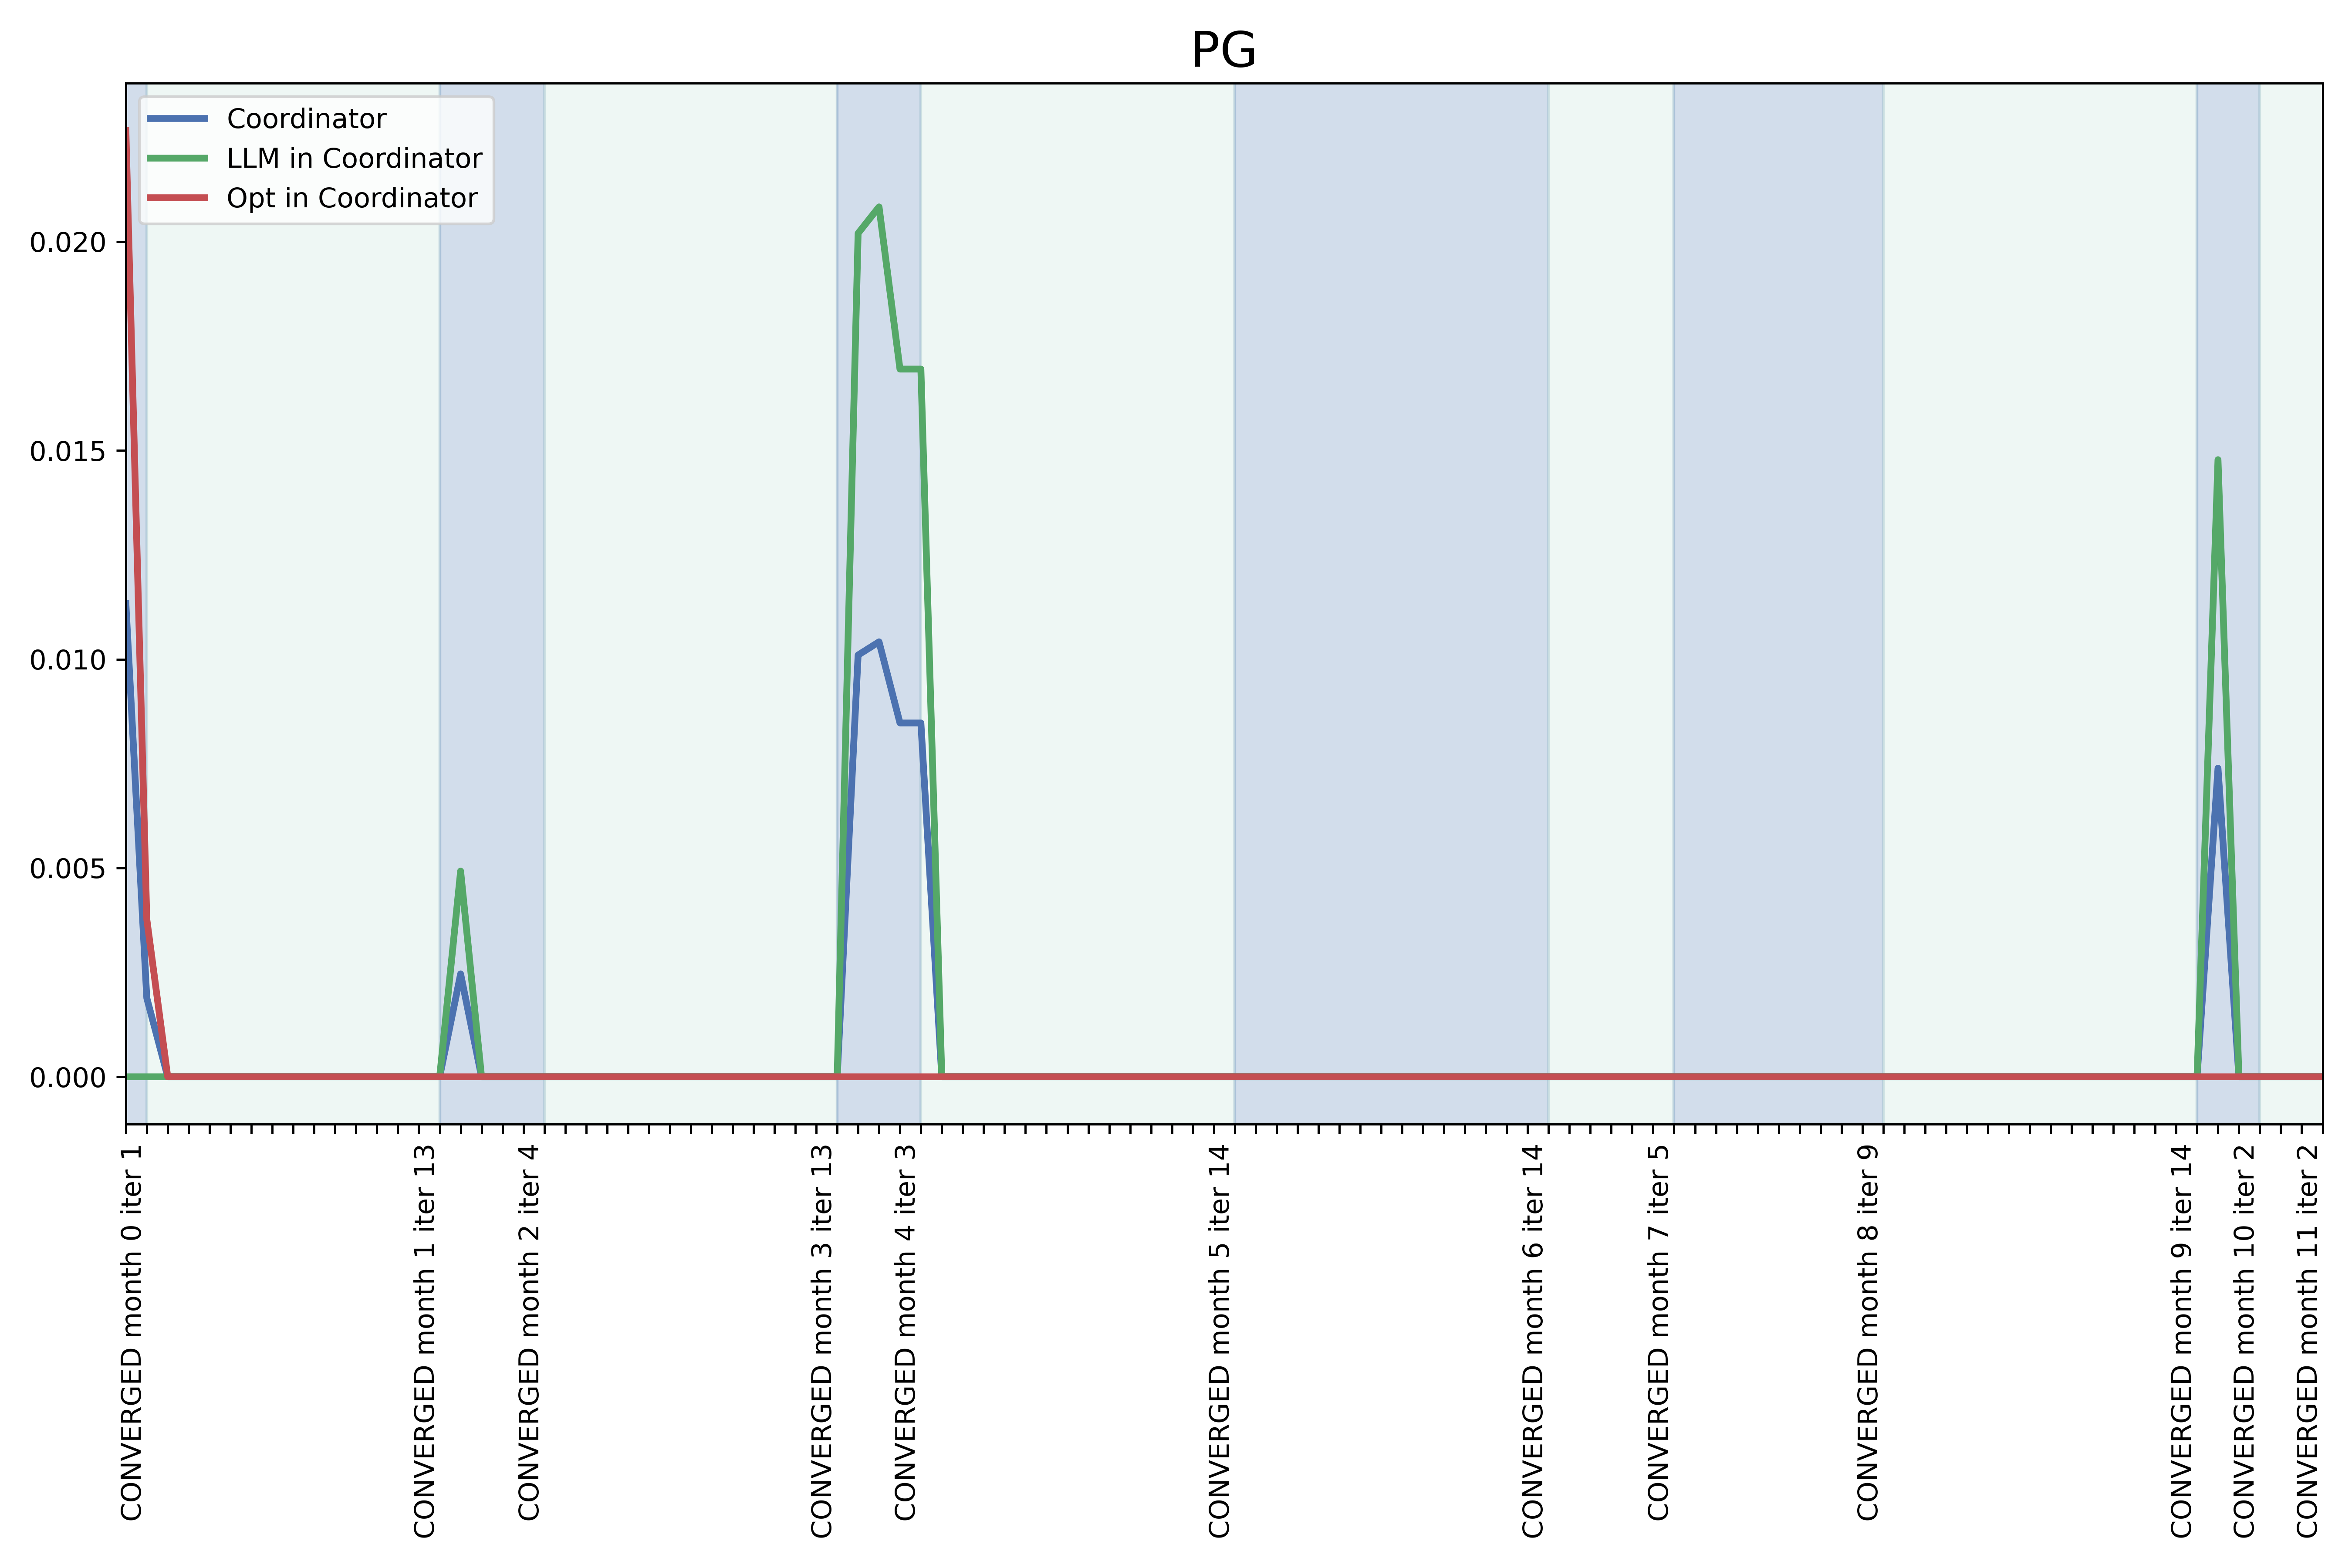 PG
Coordinator
LLM in Coordinator
Opt in Coordinator
0.020
0.015
0.010
0.005
0.000
CONVERGED month 0 iter 1
CONVERGED month 1 iter 13
CONVERGED month 2 iter 4
CONVERGED month 3 iter 13
CONVERGED month 4 iter 3
CONVERGED month 5 iter 14
CONVERGED month 6 iter 14
CONVERGED month 7 iter 5
CONVERGED month 8 iter 9
CONVERGED month 9 iter 14
CONVERGED month 10 iter 2
CONVERGED month 11 iter 2